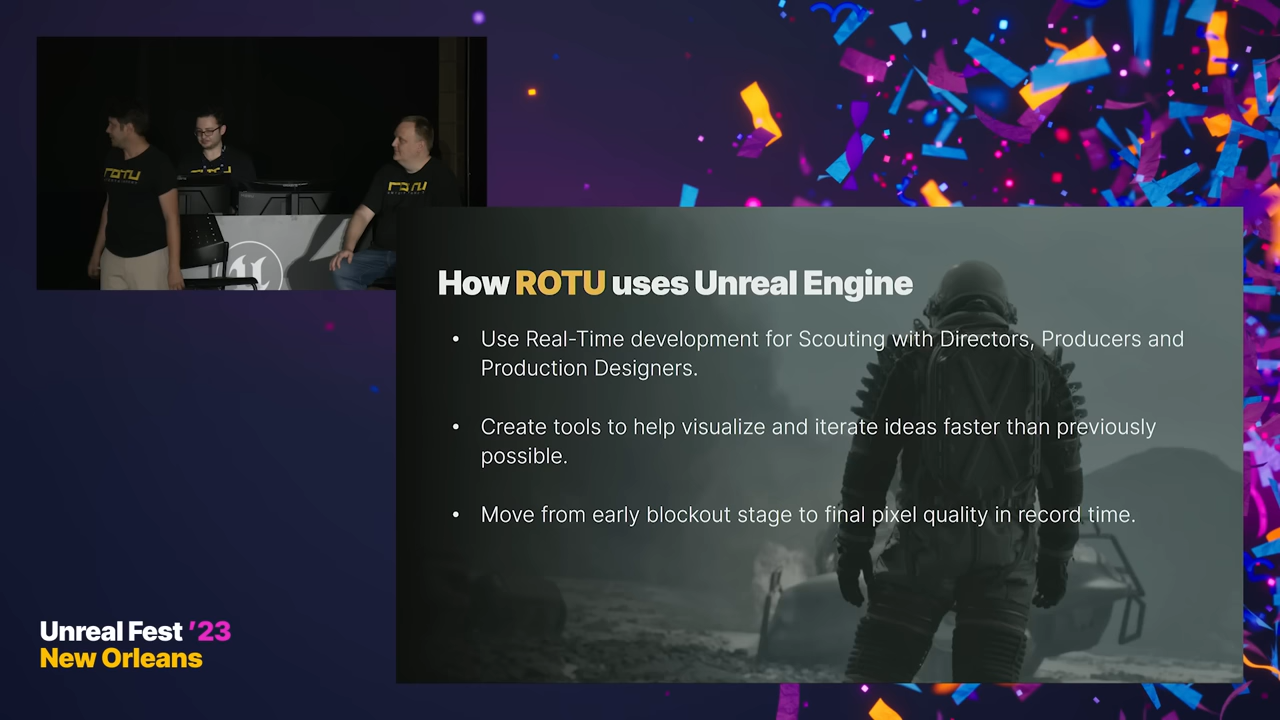 ROTU
ROTU
How ROTU uses Unreal Engine
• Use Real-Time development for Scouting with Directors, Producers and
Production Designers.
• Create tools to help visualize and iterate ideas faster than previously
possible.
• Move from early blockout stage to final pixel quality in record time.
Unreal Fest ’23
New Orleans